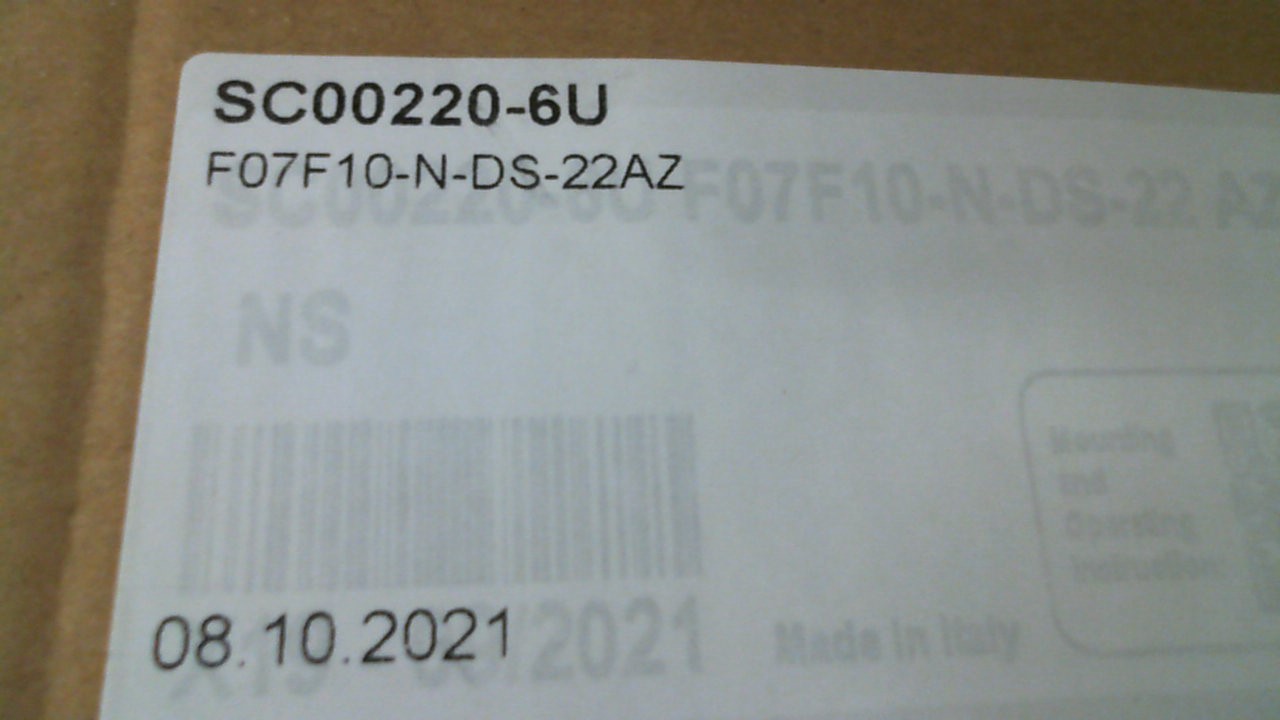 SC00220-6U
F07F10-N-DS-22AZ
SC00220-6U F07F10-N-DS-22 AZ
NS
Mounting
and
Operating
Instruction
08.10.2021
/2021
Made in Italy